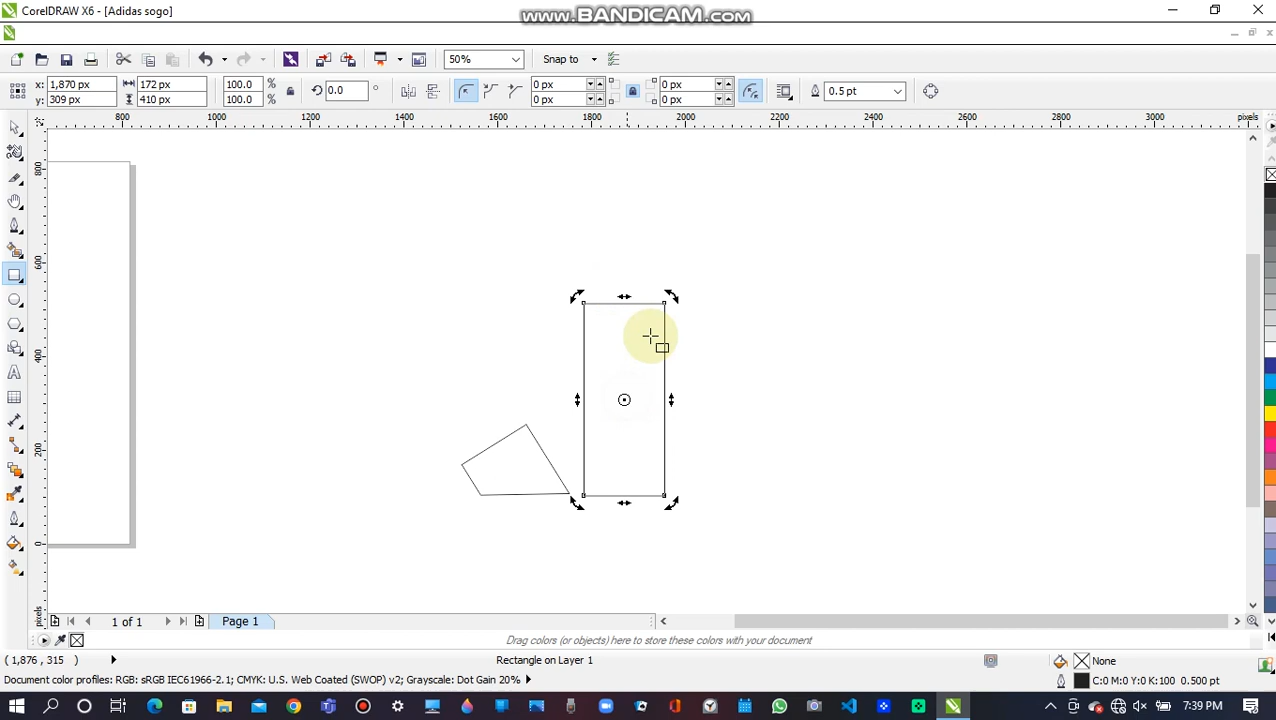 CorelDRAW X6 - [Adidas sogo]
www.BANDICAM.com
50%
Snap to
x: 1,870 px
y: 309 px
172 px
410 px
100.0
100.0
%
%
0.0
°
0 px
0 px
0 px
0 px
0.5 pt
800 1000 1200 1400 1600 1800 2000 2200 2400 2600 2800 3000 pixels
800
600
400
200
0
pixels
1 of 1
Page 1
Drag colors (or objects) here to store these colors with your document
(1,876 , 315 )
Rectangle on Layer 1
None
Document color profiles: RGB: sRGB IEC61966-2.1; CMYK: U.S. Web Coated (SWOP) v2; Grayscale: Dot Gain 20%
C:0 M:0 Y:0 K:100 0.500 pt
7:39 PM